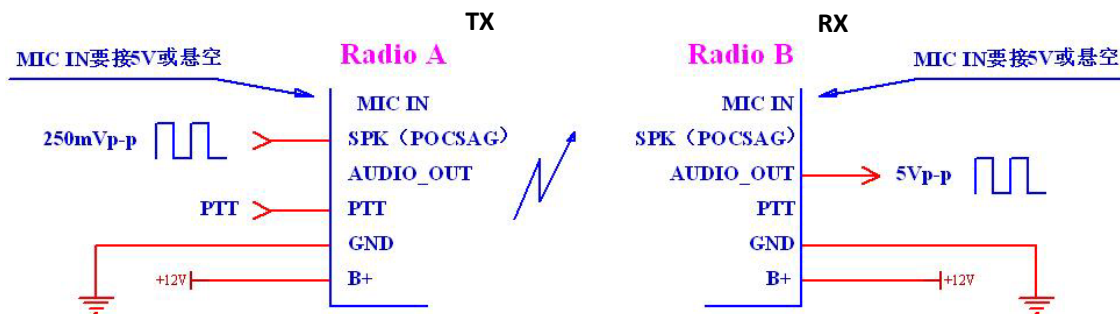 TX
RX
MIC IN要接5V或悬空
Radio A
Radio B
MIC IN要接5V或悬空
MIC IN
MIC IN
250mVp-p
SPK（POCSAG）
SPK（POCSAG）
AUDIO_OUT
AUDIO_OUT
5Vp-p
PTT
PTT
PTT
GND
GND
+12V
B+
B+
+12V